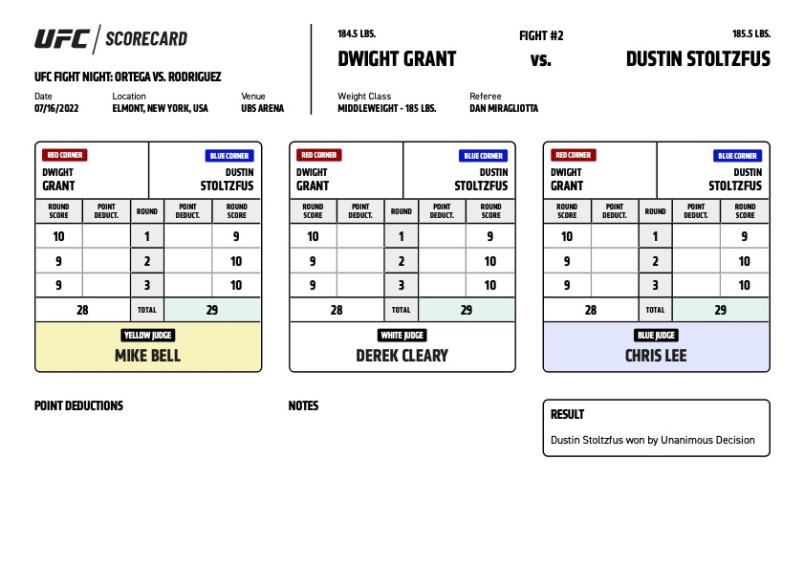 UFC / SCORECARD
UFC FIGHT NIGHT: ORTEGA VS. RODRIGUEZ
Date Location Venue
07/16/2022 ELMONT, NEW YORK, USA UBS ARENA
184.5 LBS. FIGHT #2 185.5 LBS.
DWIGHT GRANT vs. DUSTIN STOLTZFUS
Weight Class Referee
MIDDLEWEIGHT - 185 LBS. DAN MIRAGLIOTTA
RED CORNER BLUE CORNER
DWIGHT DUSTIN
GRANT STOLTZFUS
ROUND SCORE POINT DEDUCT. ROUND POINT DEDUCT. ROUND SCORE
10 1 9
9 2 10
9 3 10
28 TOTAL 29
YELLOW JUDGE
MIKE BELL
RED CORNER BLUE CORNER
DWIGHT DUSTIN
GRANT STOLTZFUS
ROUND SCORE POINT DEDUCT. ROUND POINT DEDUCT. ROUND SCORE
10 1 9
9 2 10
9 3 10
28 TOTAL 29
WHITE JUDGE
DEREK CLEARY
RED CORNER BLUE CORNER
DWIGHT DUSTIN
GRANT STOLTZFUS
ROUND SCORE POINT DEDUCT. ROUND POINT DEDUCT. ROUND SCORE
10 1 9
9 2 10
9 3 10
28 TOTAL 29
BLUE JUDGE
CHRIS LEE
POINT DEDUCTIONS
NOTES
RESULT
Dustin Stoltzfus won by Unanimous Decision